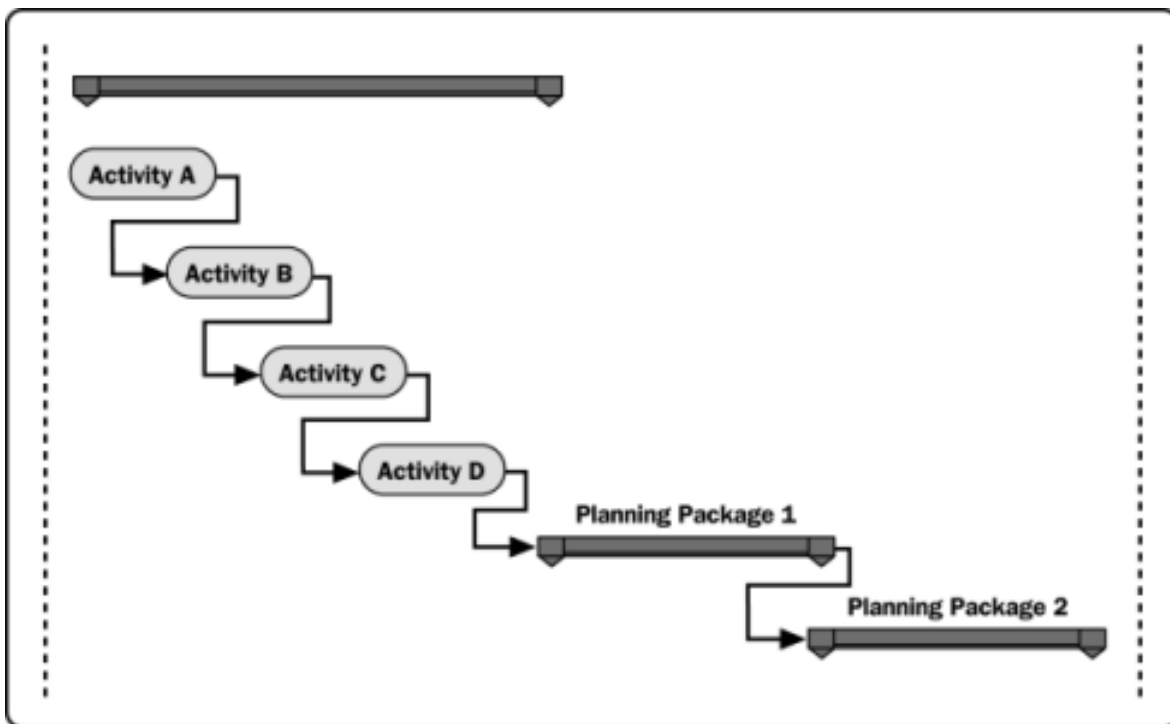 Activity A
Activity B
Activity C
Activity D
Planning Package 1
Planning Package 2